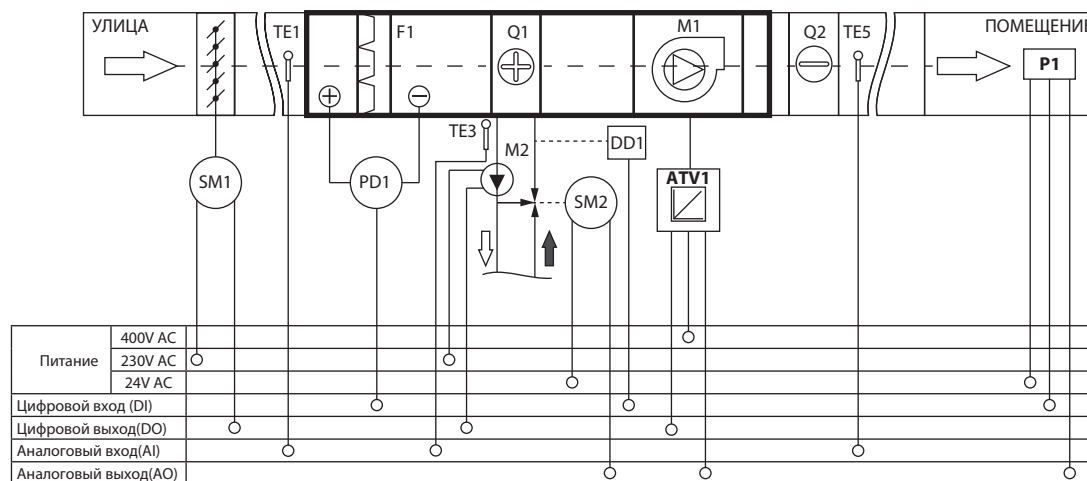 УЛИЦА
TE1
F1
Q1
M1
Q2
TE5
ПОМЕЩЕНИЕ
P1
TE3
M2
DD1
SM1
PD1
SM2
ATV1
Питание
400V AC
230V AC
24V AC
Цифровой вход (DI)
Цифровой выход(DO)
Аналоговый вход(AI)
Аналоговый выход(AO)